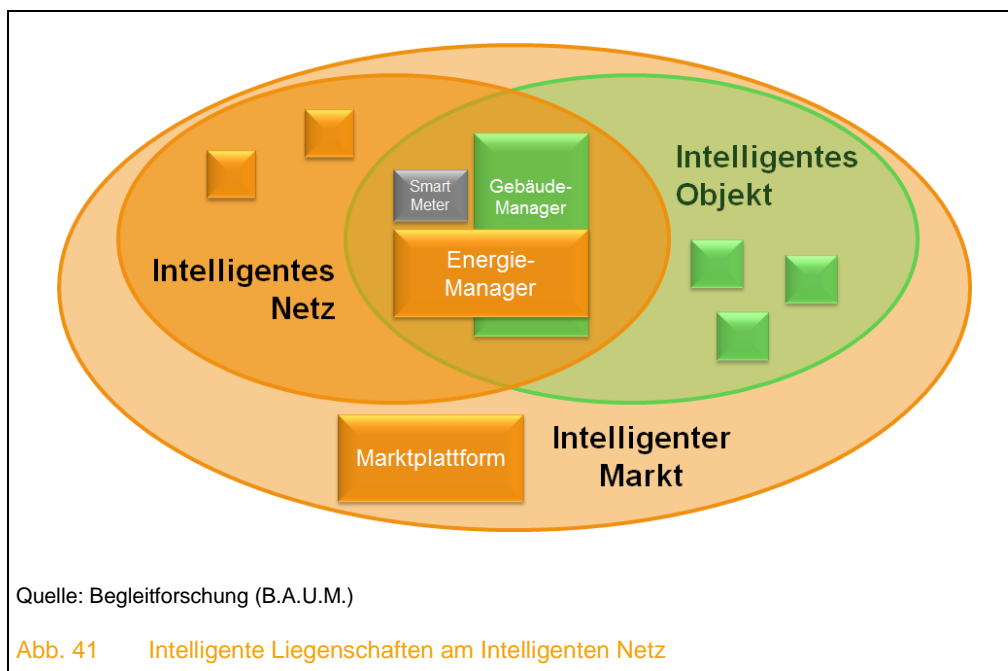 Smart
Meter
Gebäude-
Manager
Intelligentes
Objekt
Energie-
Manager
Intelligentes
Netz
Marktplattform
Intelligenter
Markt
Quelle: Begleitforschung (B.A.U.M.)
Abb. 41 Intelligente Liegenschaften am Intelligenten Netz